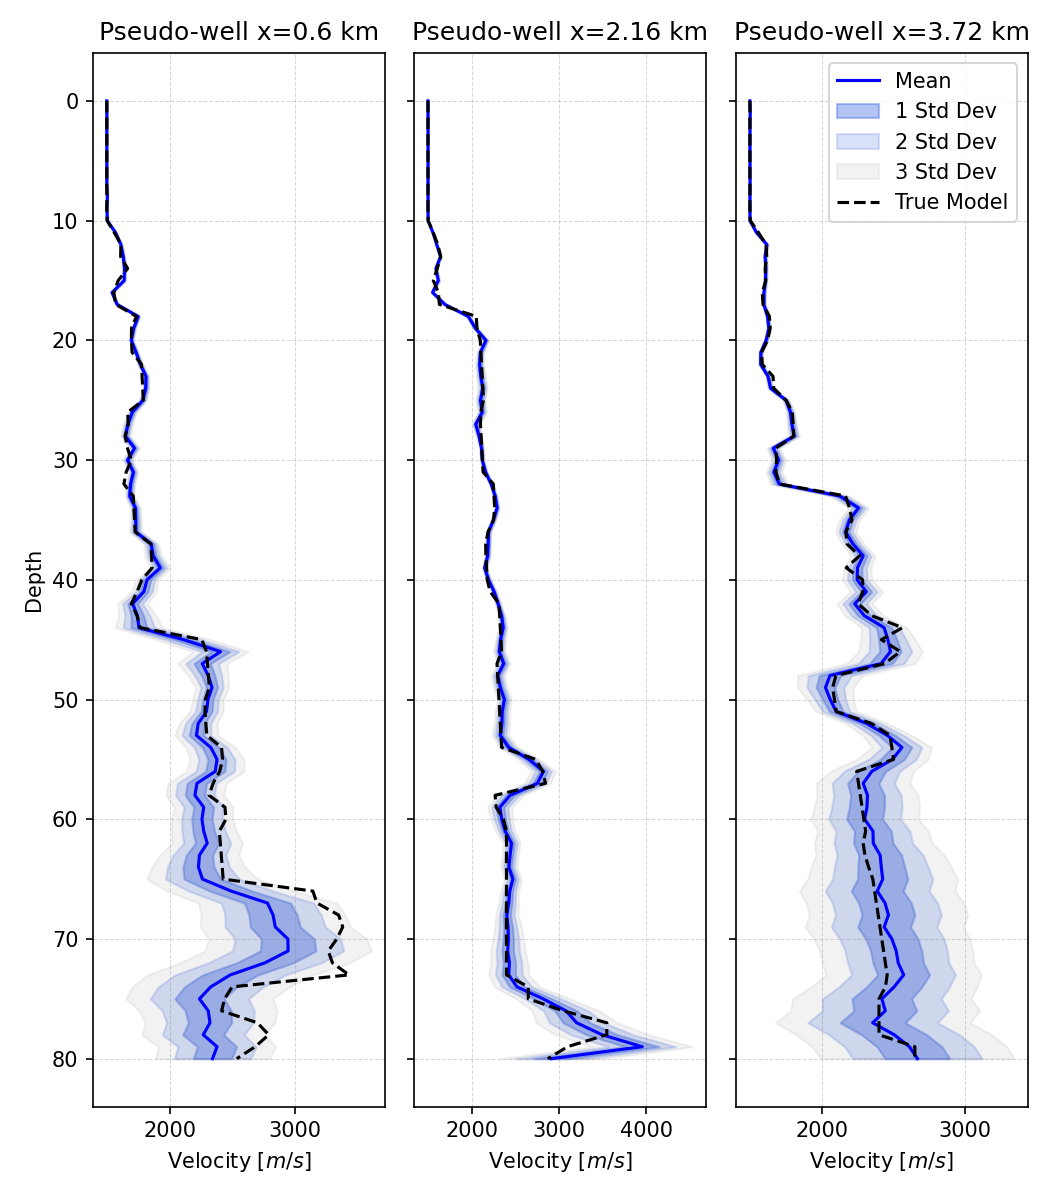 Pseudo-well x=0.6 km
Pseudo-well x=2.16 km
Pseudo-well x=3.72 km
Mean
1 Std Dev
2 Std Dev
3 Std Dev
True Model
Depth
0
10
20
30
40
50
60
70
80
2000 3000
2000 3000 4000
2000 3000
Velocity [m/s]
Velocity [m/s]
Velocity [m/s]